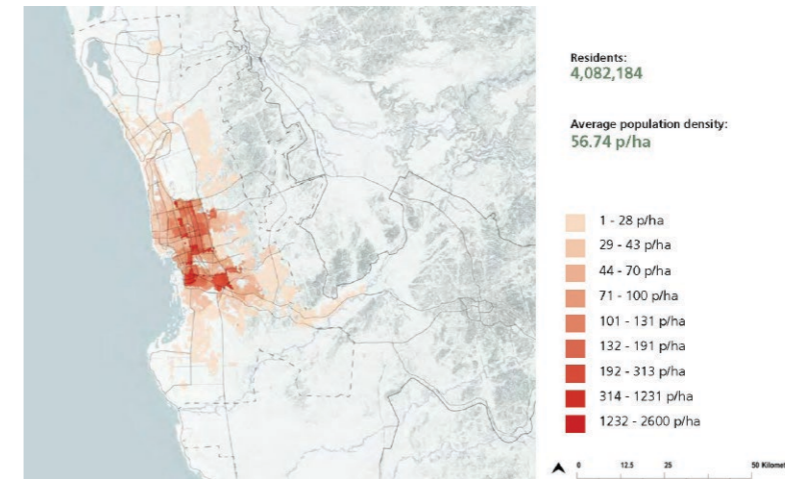 Residents:
4,082,184
Average population density:
56.74 p/ha
1 - 28 p/ha
29 - 43 p/ha
44 - 70 p/ha
71 - 100 p/ha
101 - 131 p/ha
132 - 191 p/ha
192 - 313 p/ha
314 - 1231 p/ha
1232 - 2600 p/ha
0 12.5 25 50 Kilomet